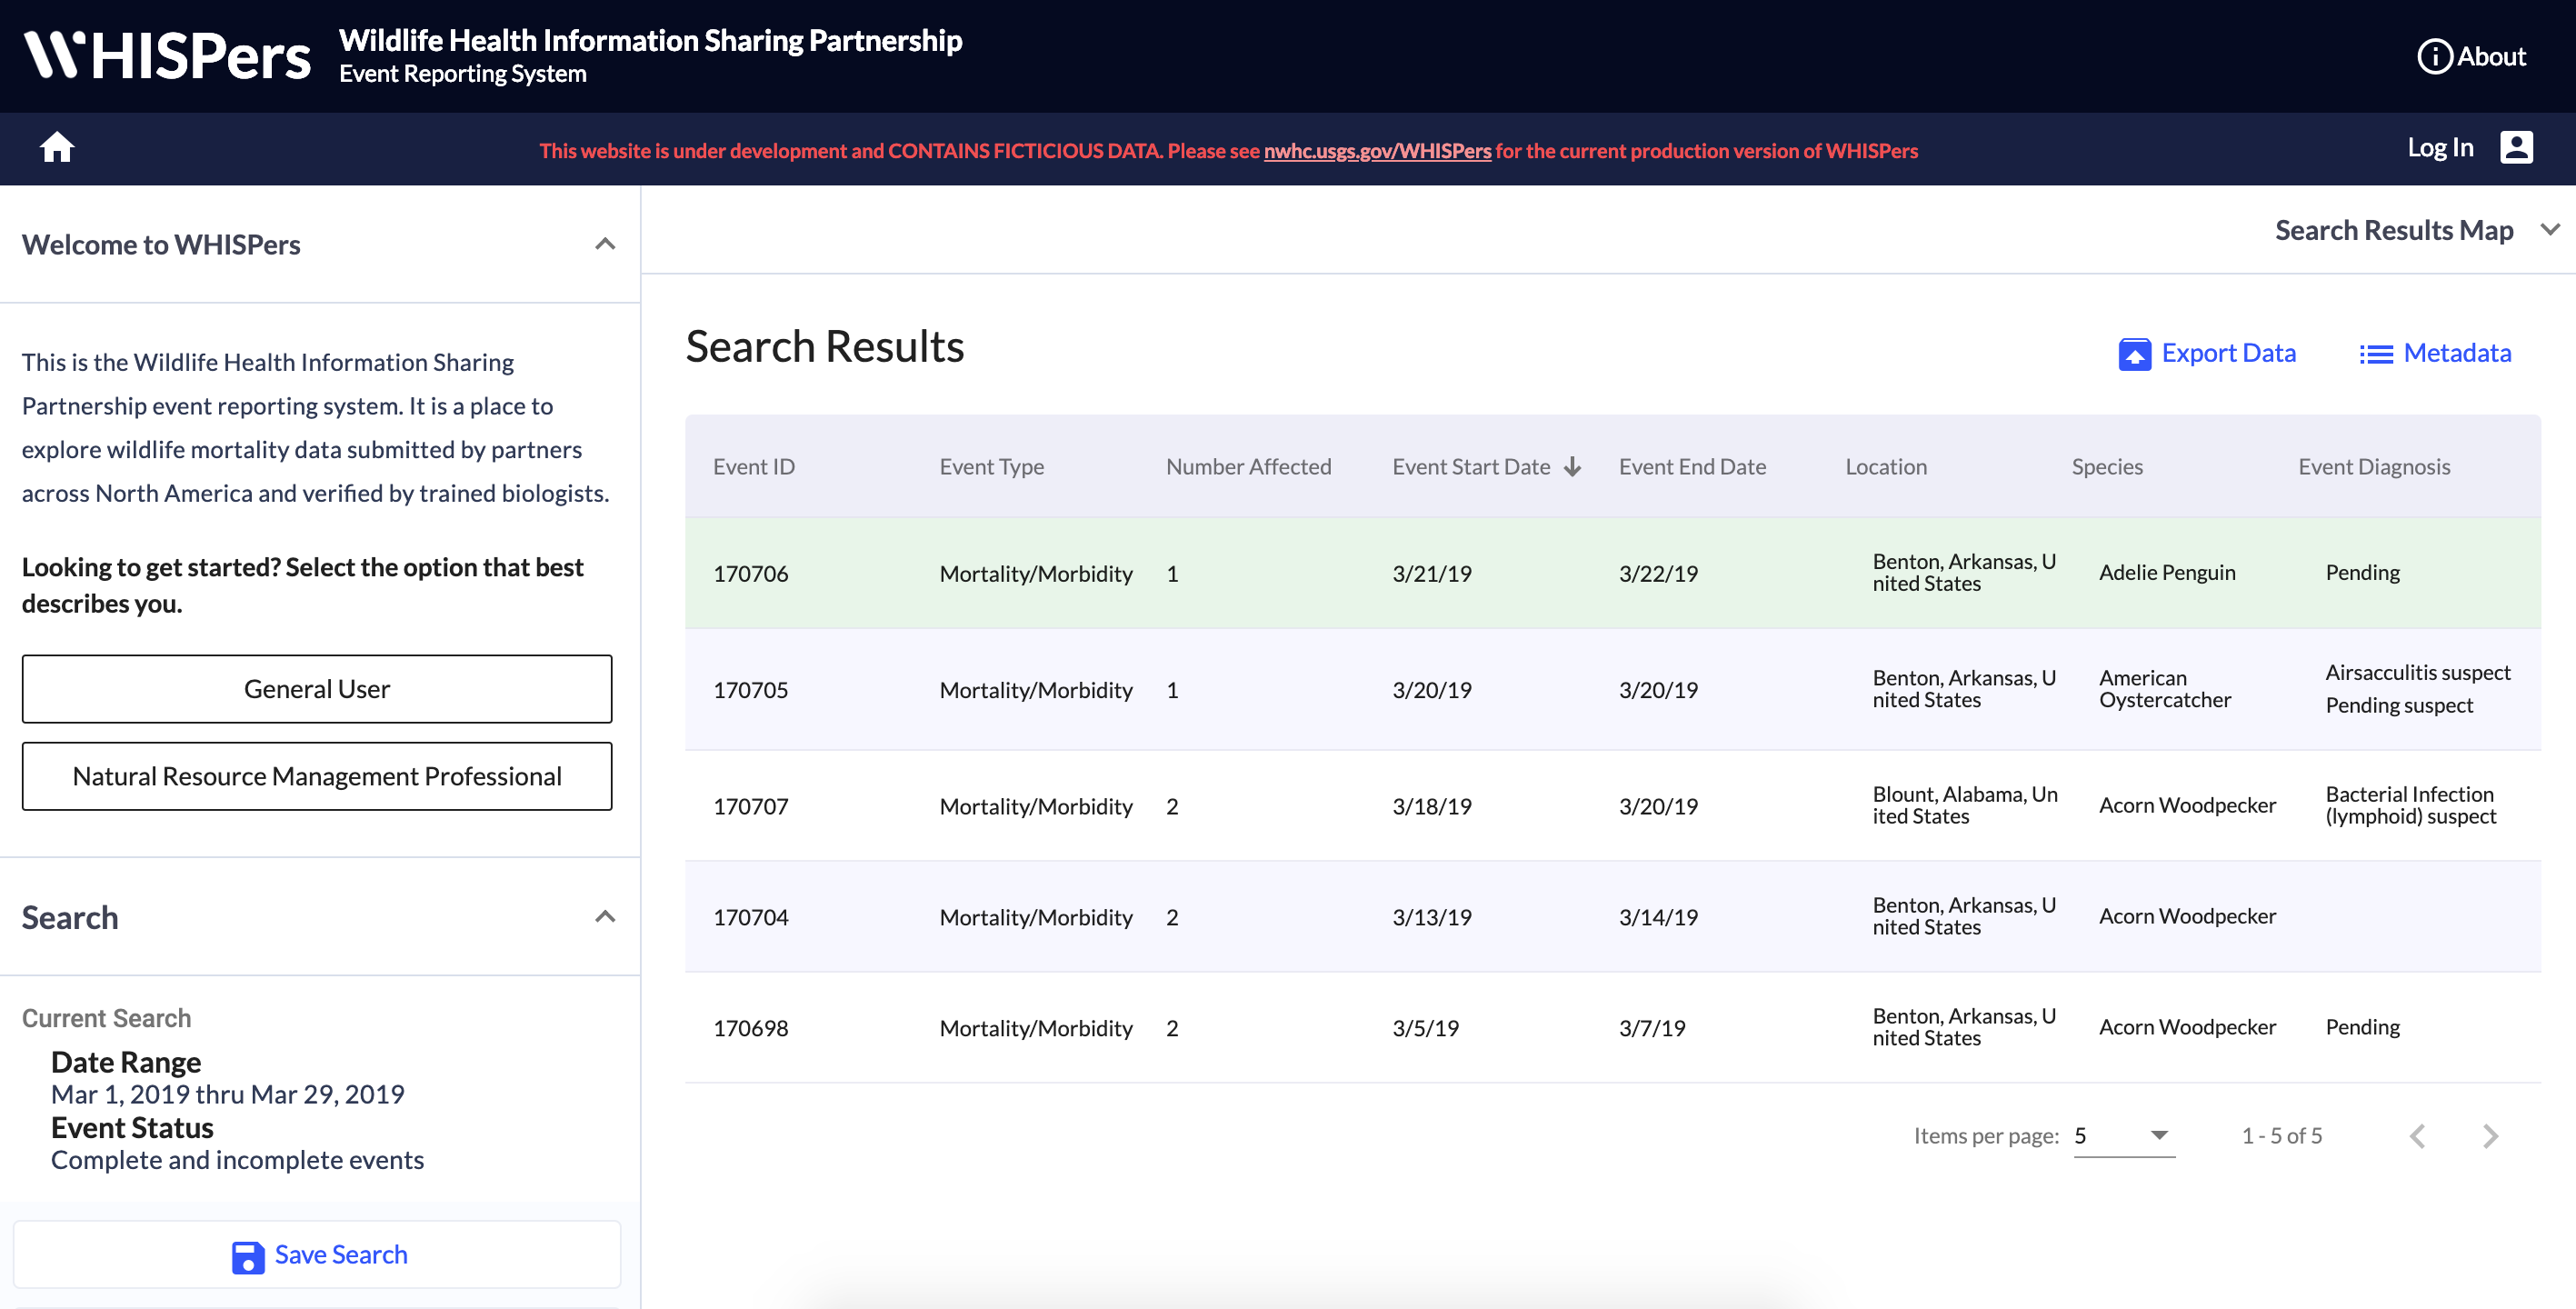 WHISPers
Wildlife Health Information Sharing Partnership
Event Reporting System
About
This website is under development and CONTAINS FICTICIOUS DATA. Please see nwhc.usgs.gov/WHISPers for the current production version of WHISPers
Log In
Welcome to WHISPers
This is the Wildlife Health Information Sharing
Partnership event reporting system. It is a place to
explore wildlife mortality data submitted by partners
across North America and verified by trained biologists.
Looking to get started? Select the option that best
describes you.
General User
Natural Resource Management Professional
Search
Current Search
Date Range
Mar 1, 2019 thru Mar 29, 2019
Event Status
Complete and incomplete events
Save Search
Search Results Map
Search Results
Export Data
Metadata
Event ID Event Type Number Affected Event Start Date Event End Date Location Species Event Diagnosis
170706 Mortality/Morbidity 1 3/21/19 3/22/19 Benton, Arkansas, U Adelie Penguin Pending
nited States
170705 Mortality/Morbidity 1 3/20/19 3/20/19 Benton, Arkansas, U American Airsacculitis suspect
nited States Oystercatcher Pending suspect
170707 Mortality/Morbidity 2 3/18/19 3/20/19 Blount, Alabama, Un Acorn Woodpecker Bacterial Infection
ited States (lymphoid) suspect
170704 Mortality/Morbidity 2 3/13/19 3/14/19 Benton, Arkansas, U Acorn Woodpecker
nited States
170698 Mortality/Morbidity 2 3/5/19 3/7/19 Benton, Arkansas, U Acorn Woodpecker Pending
nited States
Items per page: 5 1 - 5 of 5